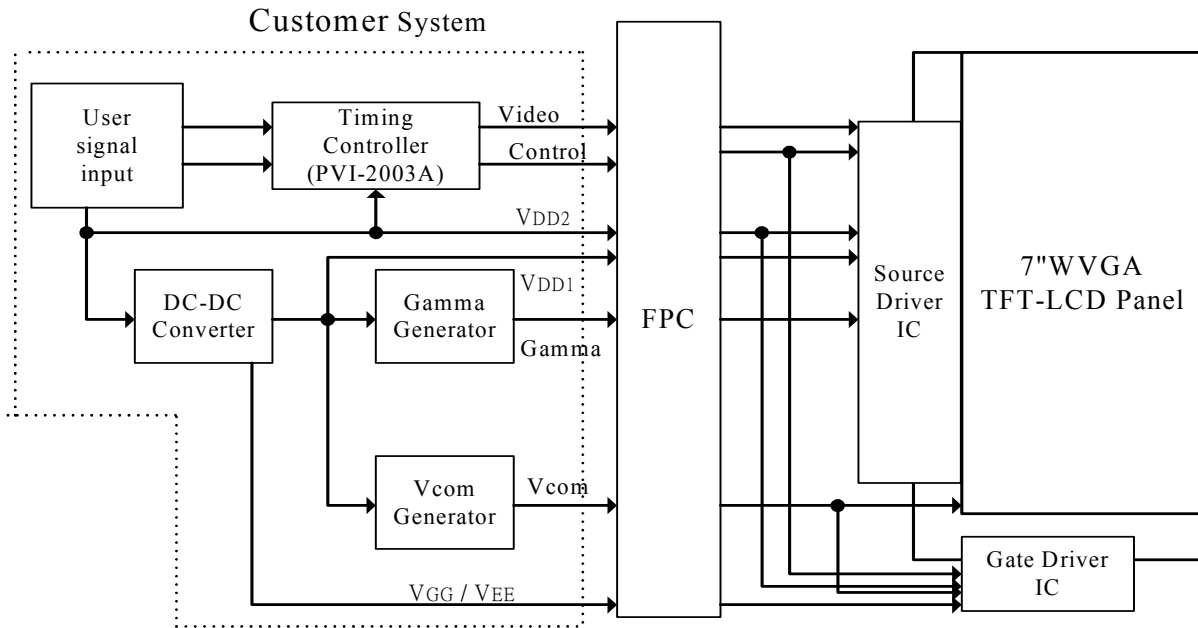 Customer System
User
signal
input
Timing
Controller
(PVI-2003A)
Video
Control
VDD2
VDD1
DC-DC
Converter
Gamma
Generator
Gamma
Vcom
Generator
Vcom
VGG / VEE
FPC
Source
Driver
IC
7"WVGA
TFT-LCD Panel
Gate Driver
IC